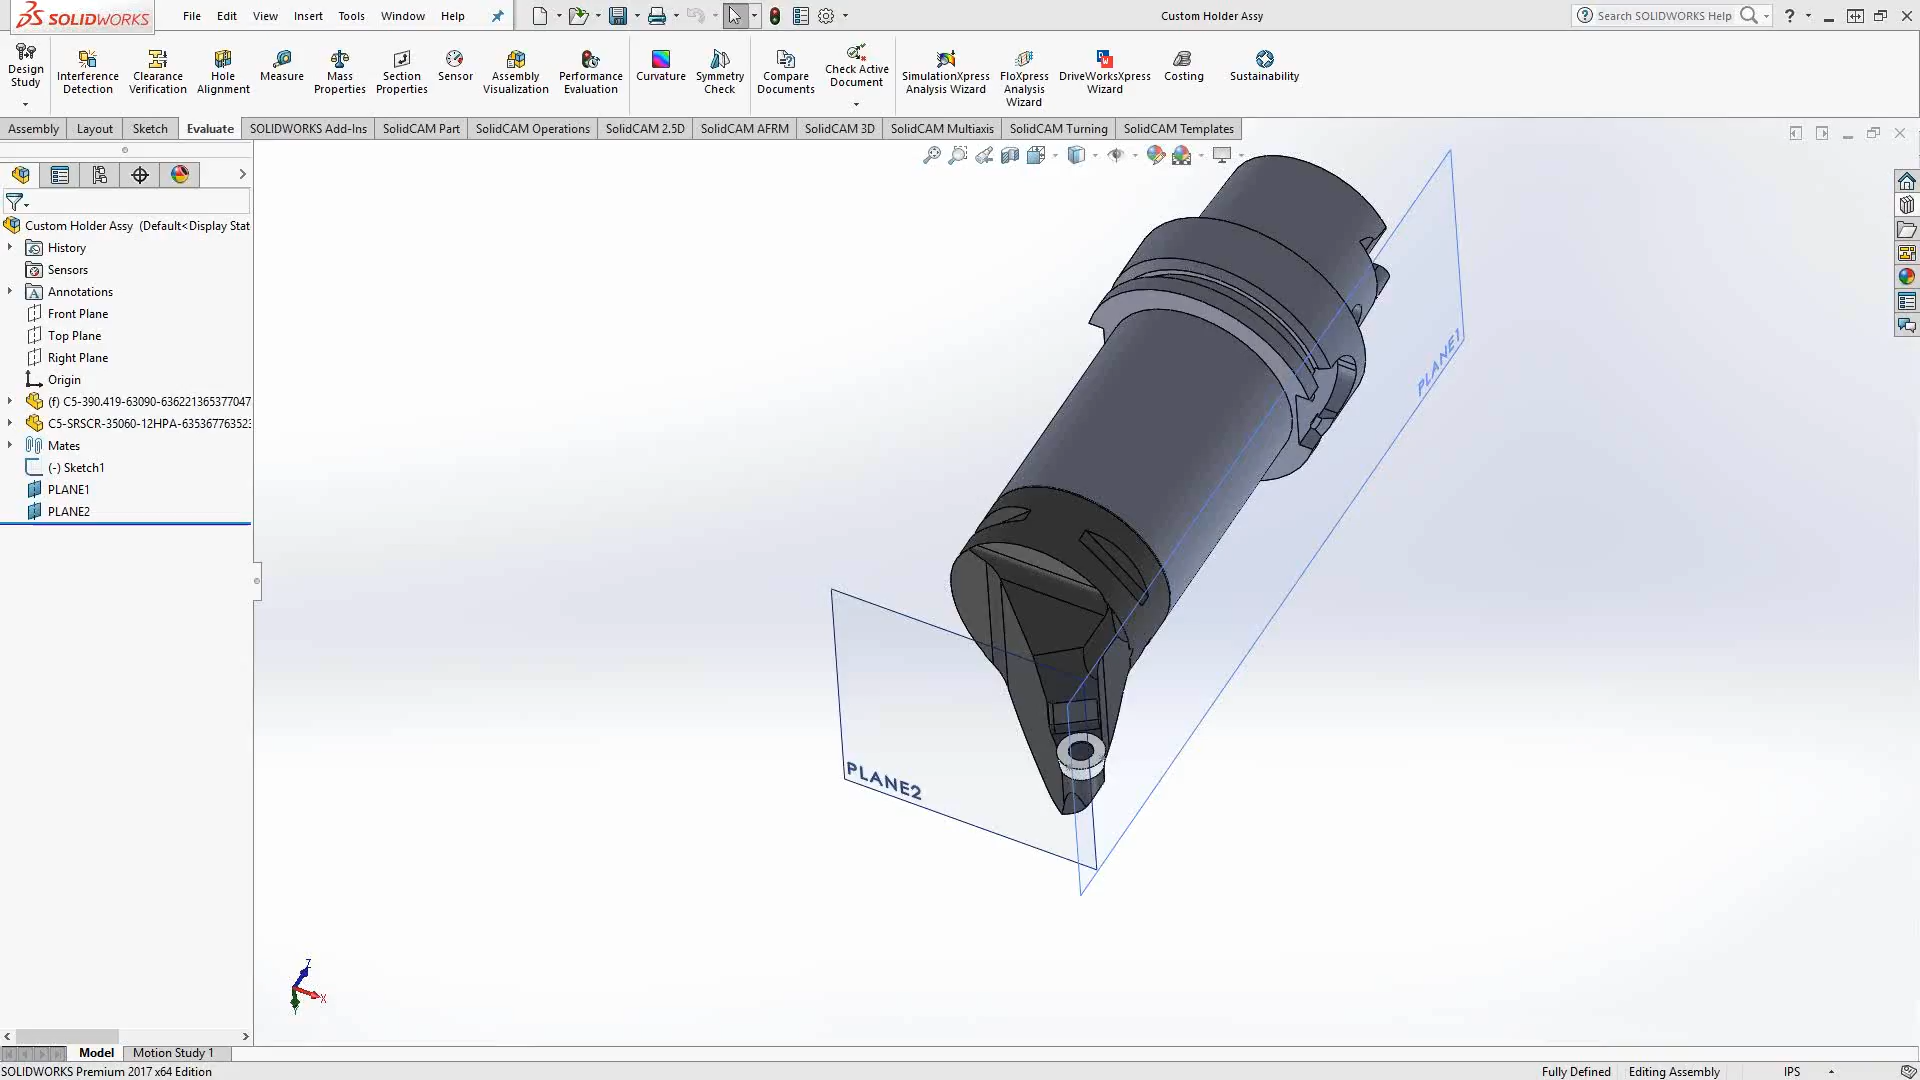 SOLIDWORKS
File Edit View Insert Tools Window Help
Custom Holder Assy
Search SOLIDWORKS Help
Design Study
Interference Detection
Clearance Verification
Hole Alignment
Measure
Mass Properties
Section Properties
Sensor
Assembly Visualization
Performance Evaluation
Curvature
Symmetry Check
Compare Documents
Check Active Document
SimulationXpress Analysis Wizard
FloXpress Analysis Wizard
DriveWorksXpress Wizard
Costing
Sustainability
Assembly Layout Sketch Evaluate SOLIDWORKS Add-Ins SolidCAM Part SolidCAM Operations SolidCAM 2.5D SolidCAM AFRM SolidCAM 3D SolidCAM Multiaxis SolidCAM Turning SolidCAM Templates
Custom Holder Assy (Default<Display Stat
History
Sensors
Annotations
Front Plane
Top Plane
Right Plane
Origin
(f) C5-390.419-63090-636221365377047
C5-SRSCR-35060-12HPA-63536776352
Mates
(-) Sketch1
PLANE1
PLANE2
PLANE1
PLANE2
Z
X
Y
Model Motion Study 1
SOLIDWORKS Premium 2017 x64 Edition
Fully Defined Editing Assembly IPS